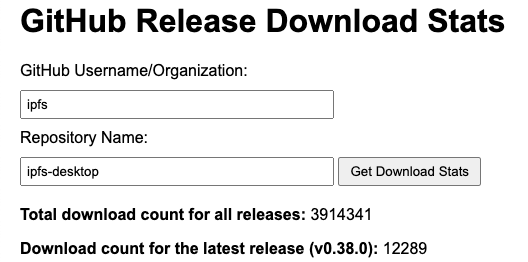 GitHub Release Download Stats
GitHub Username/Organization:
ipfs
Repository Name:
ipfs-desktop Get Download Stats
Total download count for all releases: 3914341
Download count for the latest release (v0.38.0): 12289